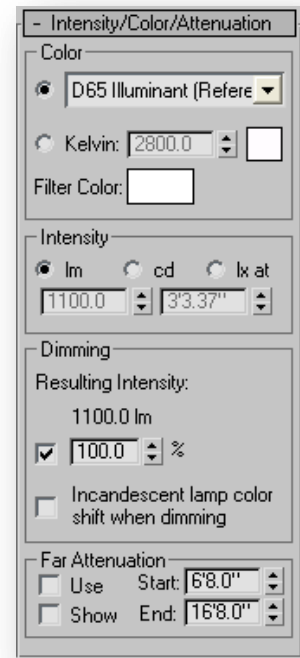 - Intensity/Color/Attenuation
Color
D65 Illuminant (Refere
Kelvin: 2800.0
Filter Color:
Intensity
lm cd lx at
1100.0 3'3.37"
Dimming
Resulting Intensity:
1100.0 lm
100.0 %
Incandescent lamp color
shift when dimming
Far Attenuation
Use Start: 6'8.0"
Show End: 16'8.0"